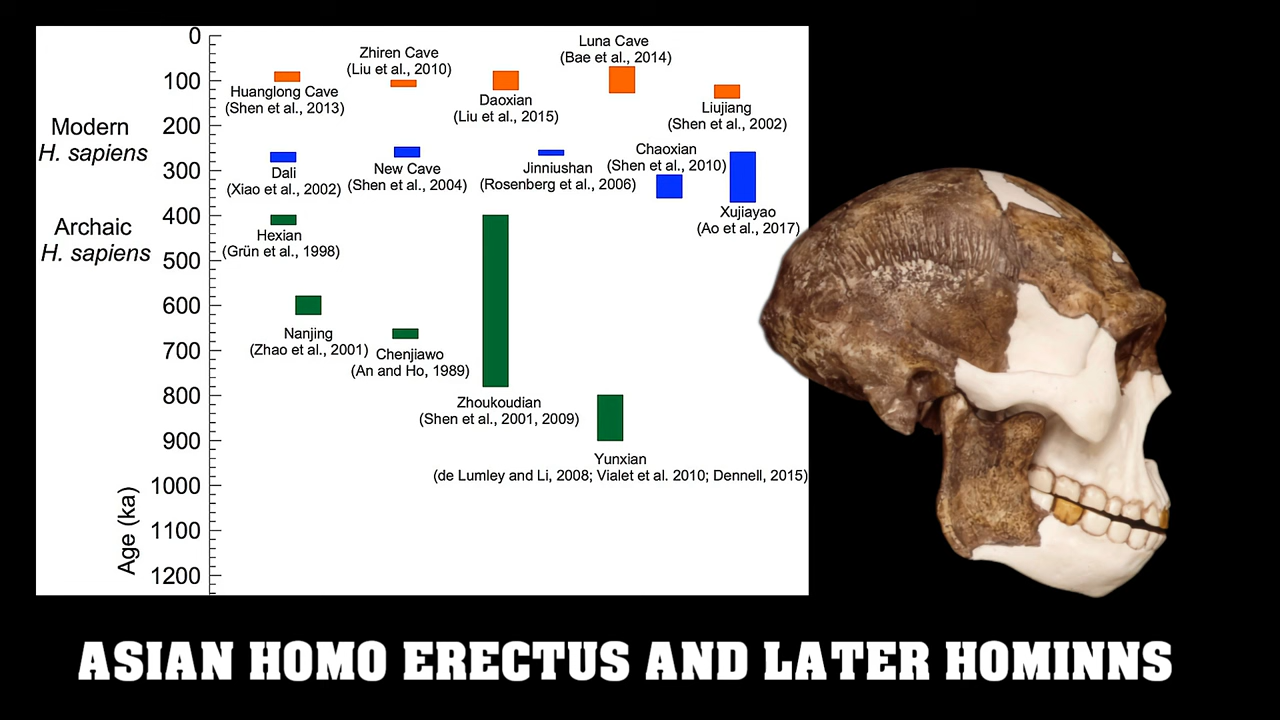 0
100
200
300
400
500
600
700
800
900
1000
1100
1200
Age (ka)
Modern
H. sapiens
Archaic
H. sapiens
Huanglong Cave
(Shen et al., 2013)
Zhiren Cave
(Liu et al., 2010)
Daoxian
(Liu et al., 2015)
Luna Cave
(Bae et al., 2014)
Liujiang
(Shen et al., 2002)
Dali
(Xiao et al., 2002)
New Cave
(Shen et al., 2004)
Jinniushan
(Rosenberg et al., 2006)
Chaoxian
(Shen et al., 2010)
Xujiayao
(Ao et al., 2017)
Hexian
(Grün et al., 1998)
Nanjing
(Zhao et al., 2001)
Chenjiawo
(An and Ho, 1989)
Zhoukoudian
(Shen et al., 2001, 2009)
Yunxian
(de Lumley and Li, 2008; Vialet et al. 2010; Dennell, 2015)
ASIAN HOMO ERECTUS AND LATER HOMINNS